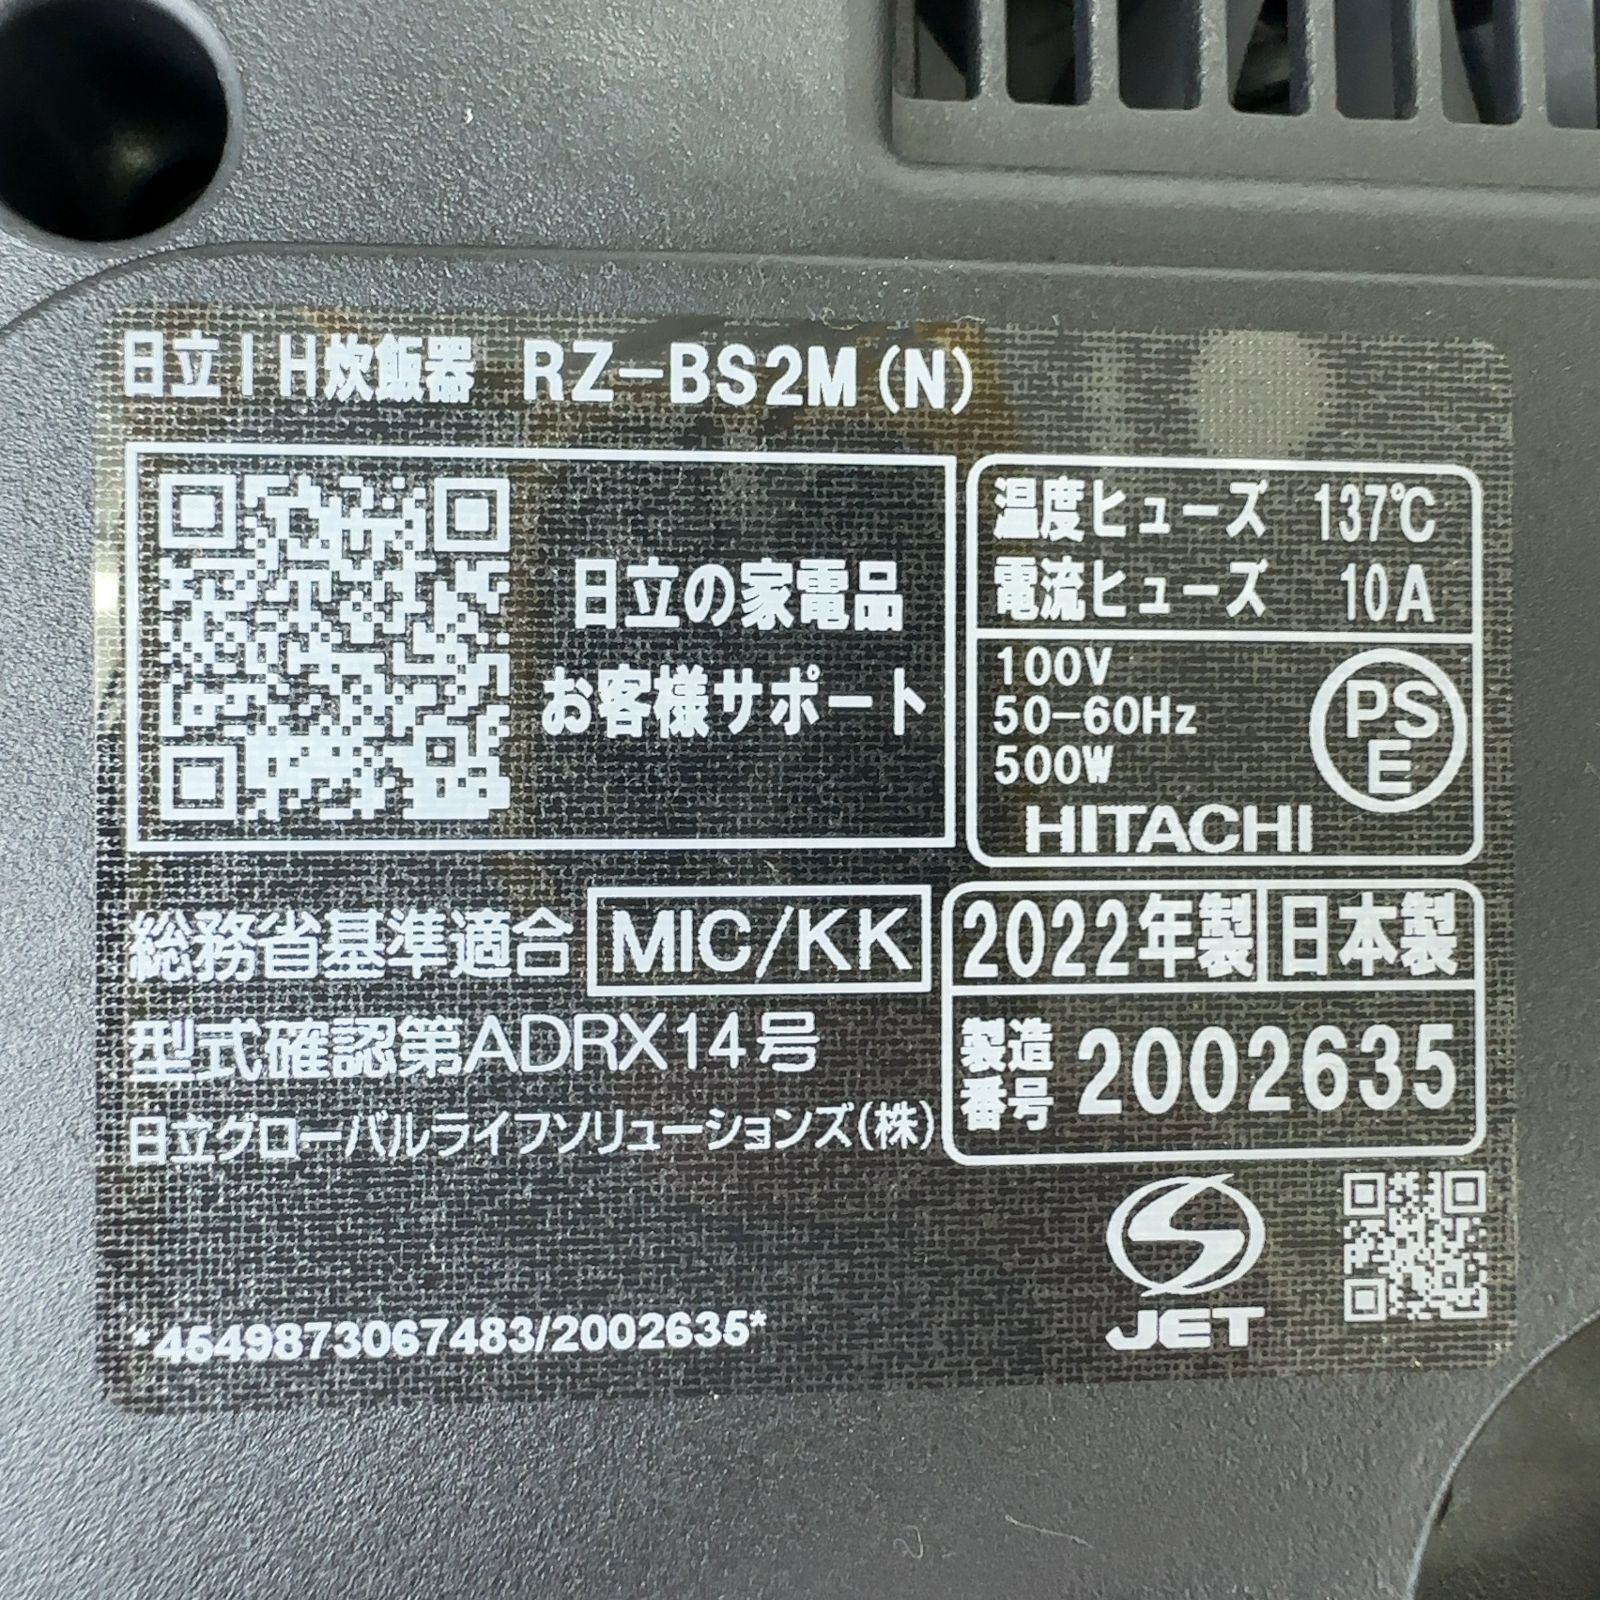 日立IH炊飯器 RZ-BS2M(N)
日立の家電品
お客様サポート
温度ヒューズ 137℃
電流ヒューズ 10A
100V
50-60Hz
500W
PS
E
HITACHI
総務省基準適合 MIC/KK
型式確認第ADRX14号
日立グローバルライフソリューションズ(株)
2022年製 日本製
製造番号 2002635
JET
*4549873067483/2002635*